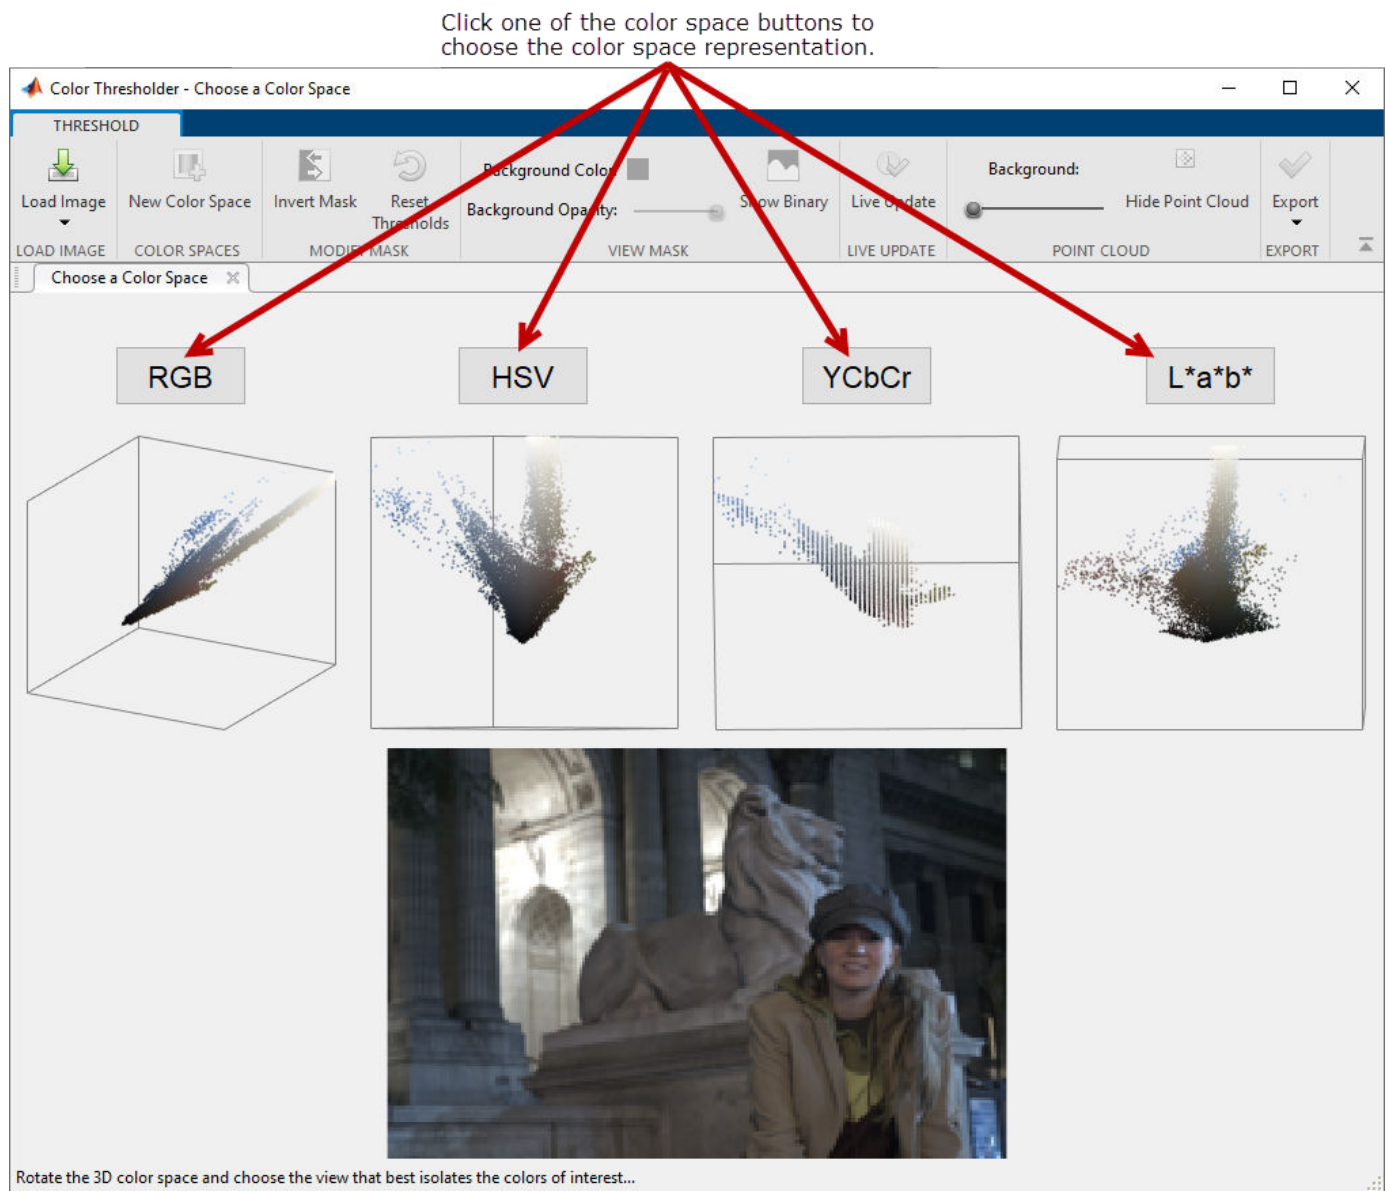 Click one of the color space buttons to
choose the color space representation.
Color Thresholder - Choose a Color Space
THRESHOLD
Load Image
New Color Space
Invert Mask
Reset
Thresholds
Background Color:
Background Opacity:
Show Binary
Live Update
Background:
Hide Point Cloud
Export
LOAD IMAGE
COLOR SPACES
MODIFY MASK
VIEW MASK
LIVE UPDATE
POINT CLOUD
EXPORT
Choose a Color Space
RGB
HSV
YCbCr
L*a*b*
Rotate the 3D color space and choose the view that best isolates the colors of interest...